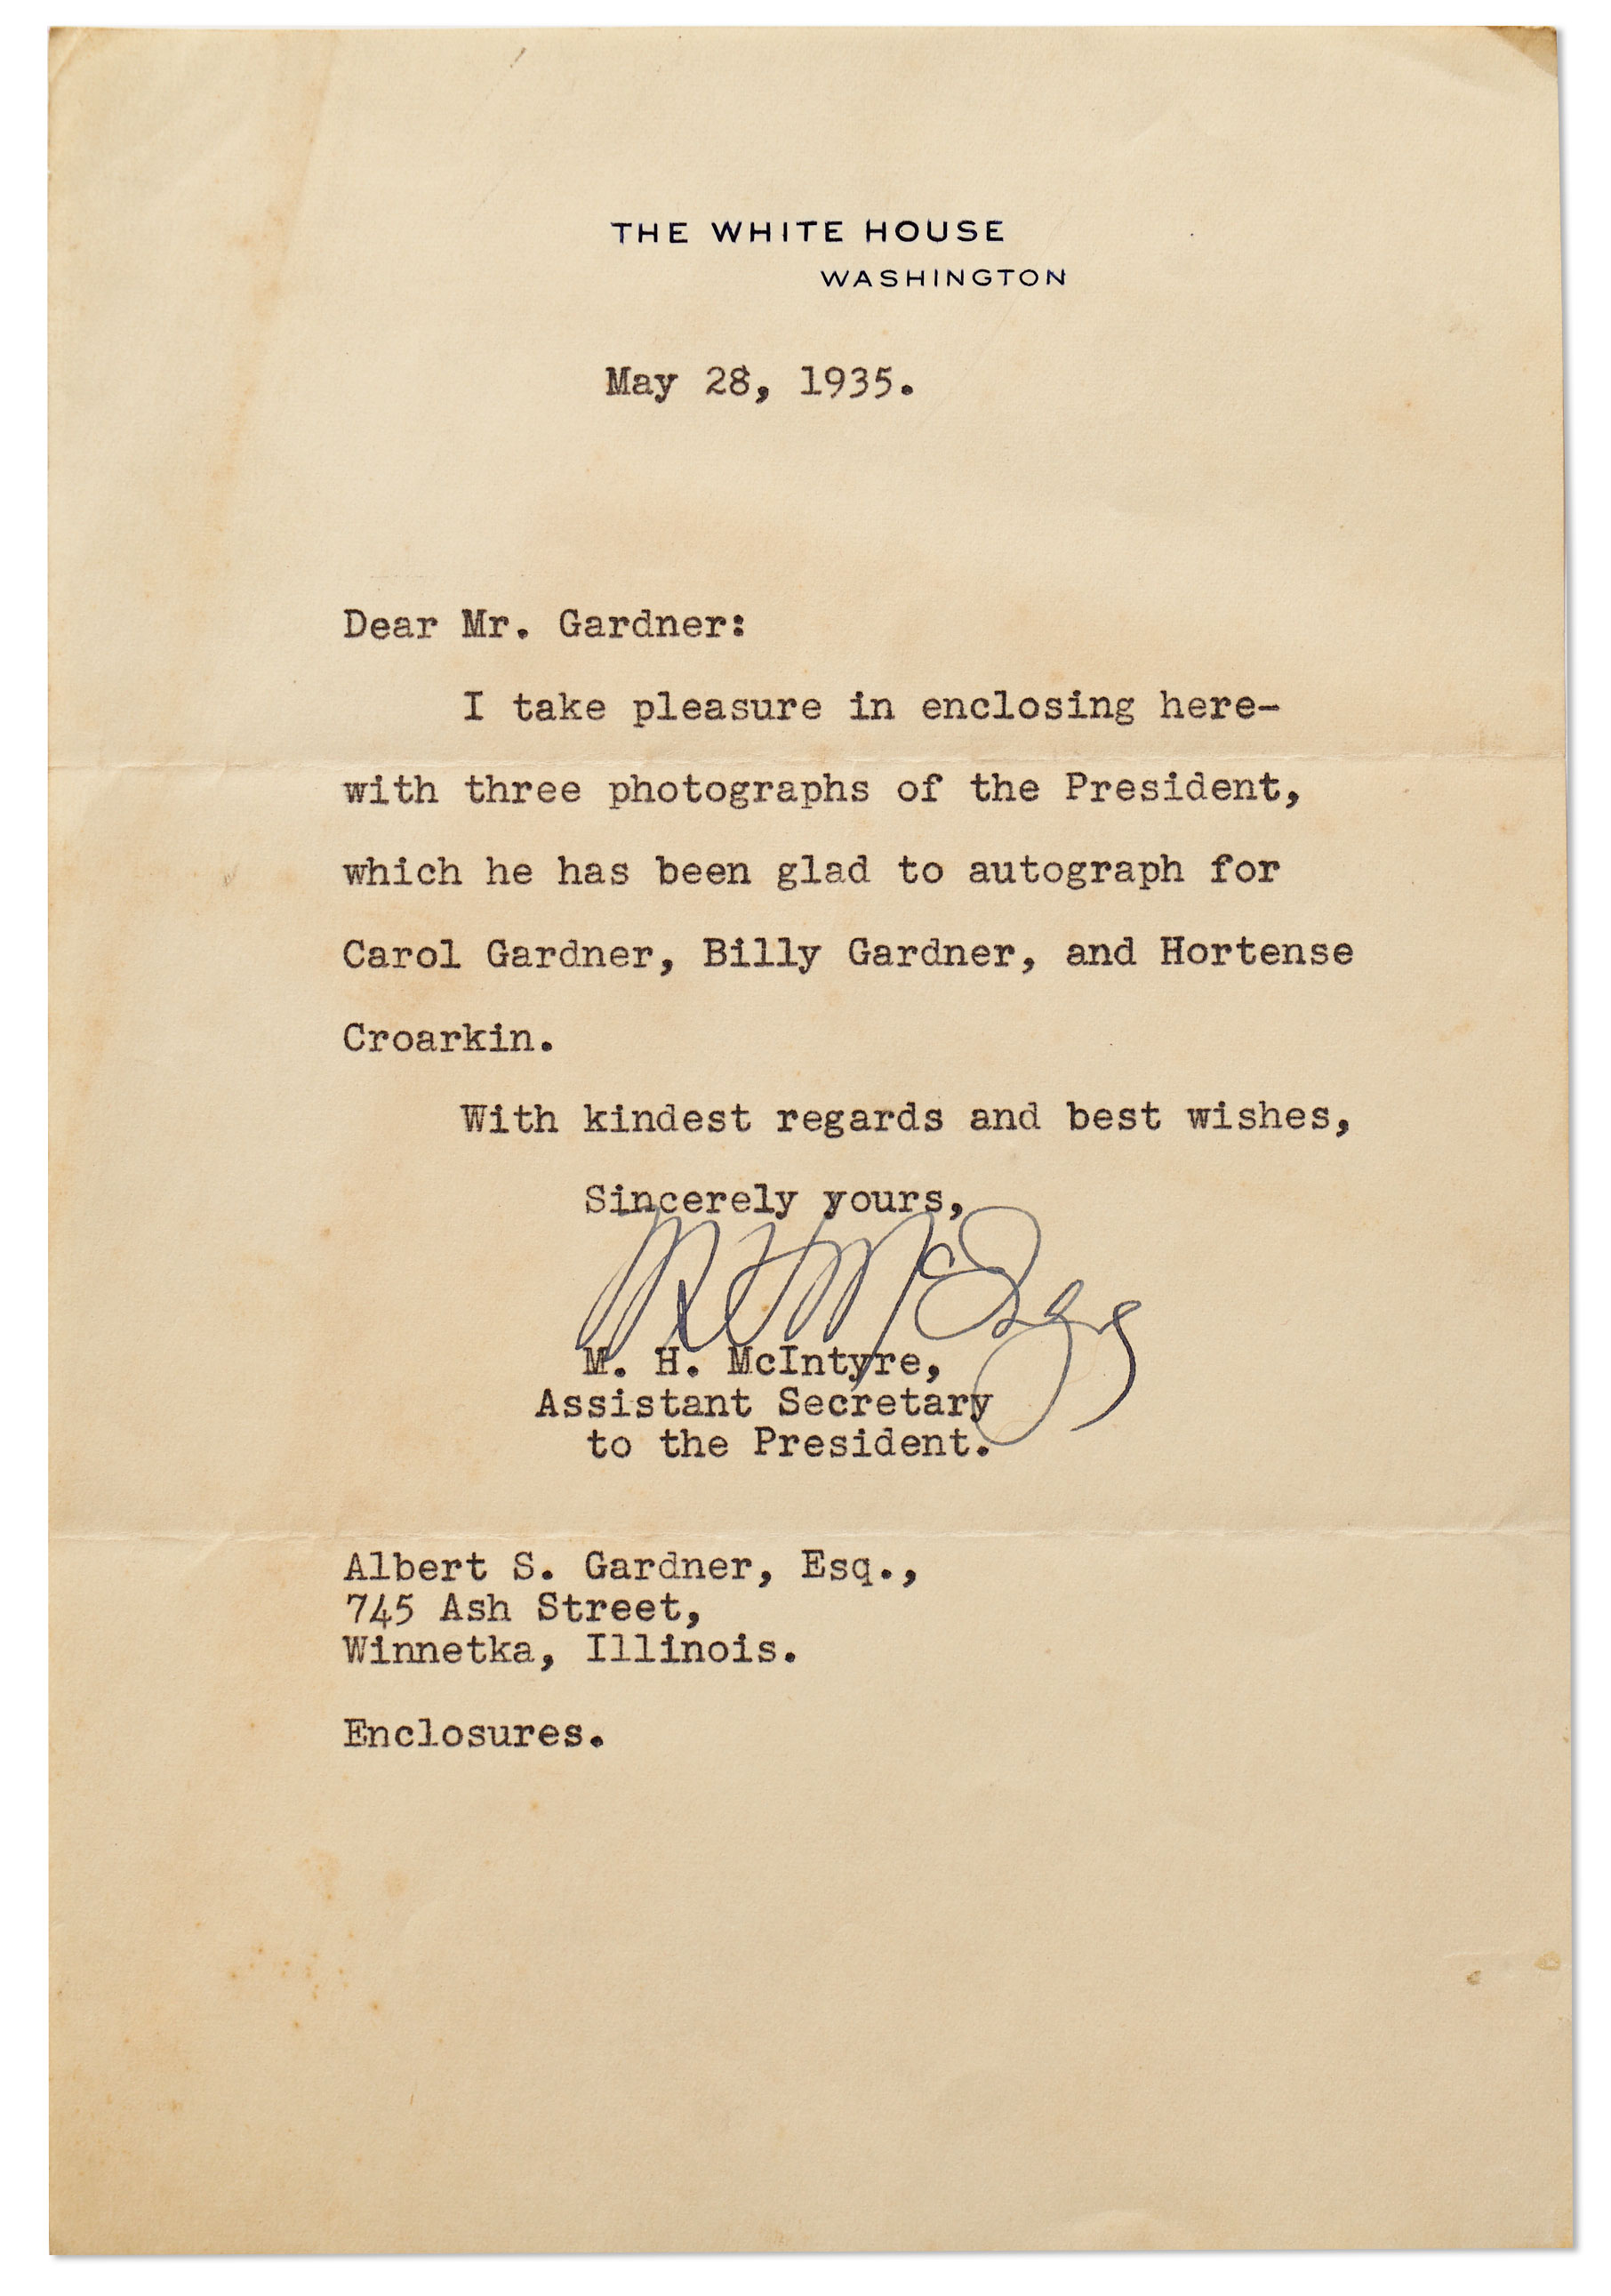 THE WHITE HOUSE
WASHINGTON
May 28, 1935.
Dear Mr. Gardner:
I take pleasure in enclosing here-
with three photographs of the President,
which he has been glad to autograph for
Carol Gardner, Billy Gardner, and Hortense
Croarkin.
With kindest regards and best wishes,
Sincerely yours,
M. H. McIntyre,
Assistant Secretary
to the President.
Albert S. Gardner, Esq.,
745 Ash Street,
Winnetka, Illinois.
Enclosures.